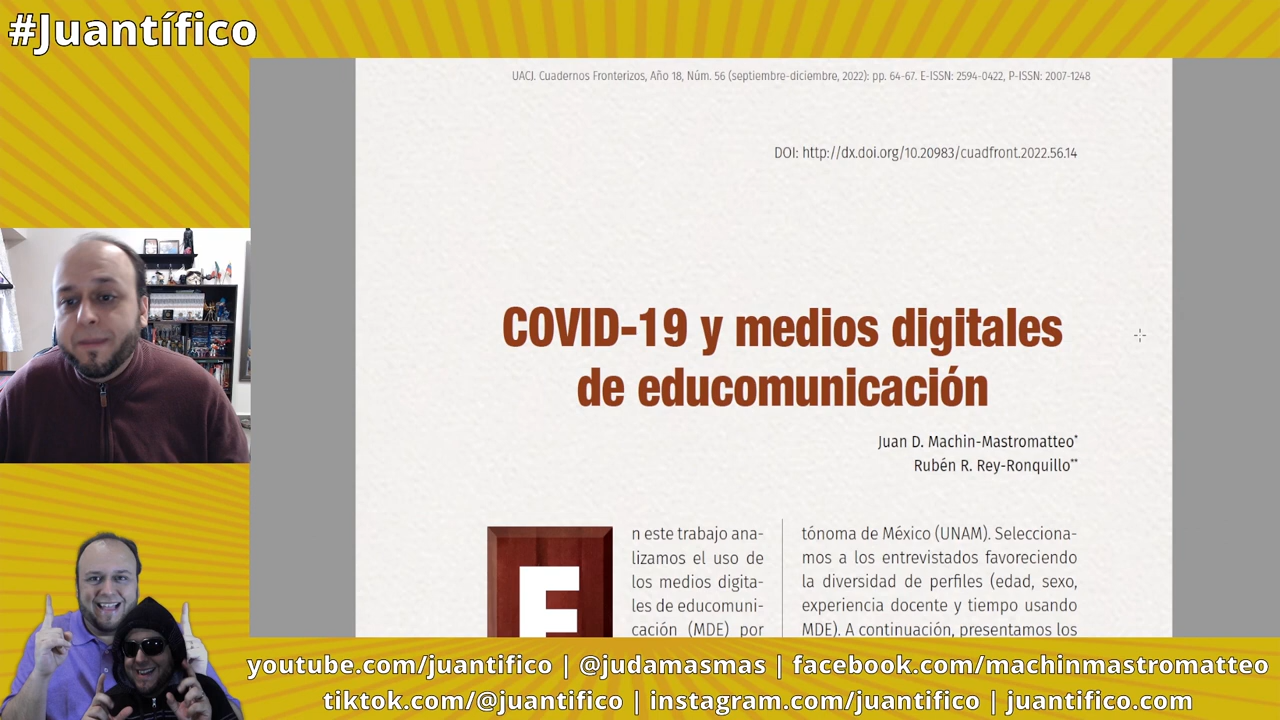 #Juantífico
UACJ. Cuadernos Fronterizos, Año 18, Núm. 56 (septiembre-diciembre, 2022): pp. 64-67. E-ISSN: 2594-0422, P-ISSN: 2007-1248
DOI: http://dx.doi.org/10.20983/cuadfront.2022.56.14
COVID-19 y medios digitales
de educomunicación
Juan D. Machin-Mastromatteo*
Rubén R. Rey-Ronquillo**
E
n este trabajo ana-
lizamos el uso de
los medios digita-
les de educomuni-
cación (MDE) por
tónoma de México (UNAM). Selecciona-
mos a los entrevistados favoreciendo
la diversidad de perfiles (edad, sexo,
experiencia docente y tiempo usando
MDE). A continuación, presentamos los
youtube.com/juantifico | @judamasmas | facebook.com/machinmastromatteo
tiktok.com/@juantifico | instagram.com/juantifico | juantifico.com